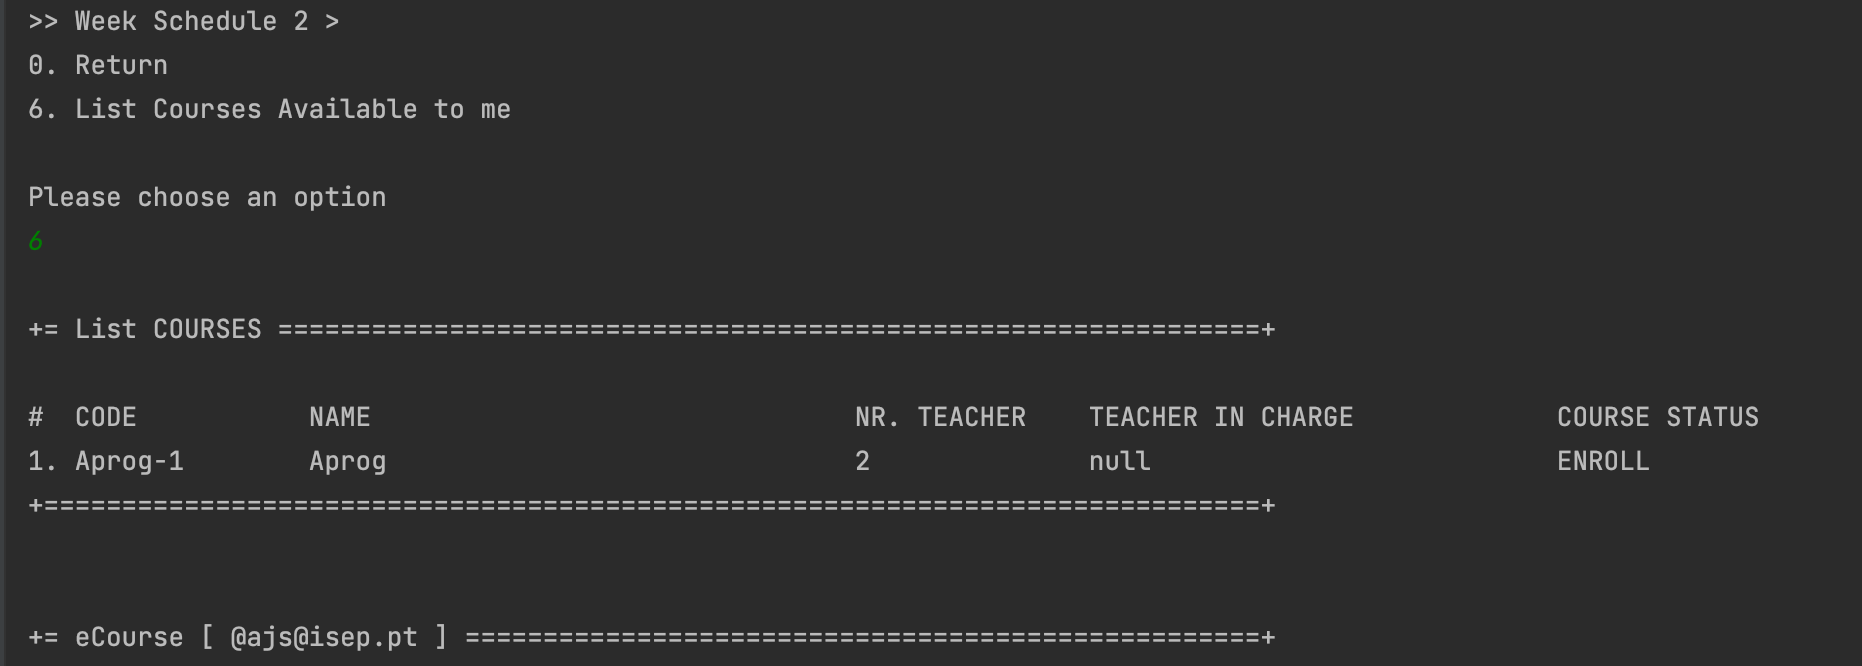 >> Week Schedule 2 >
0. Return
6. List Courses Available to me
Please choose an option
6
+= List COURSES ===============================================================+
#  CODE           NAME                               NR. TEACHER    TEACHER IN CHARGE             COURSE STATUS
1. Aprog-1        Aprog                              2              null                          ENROLL
+==============================================================================+
+= eCourse [ @ajs@isep.pt ] ===================================================+